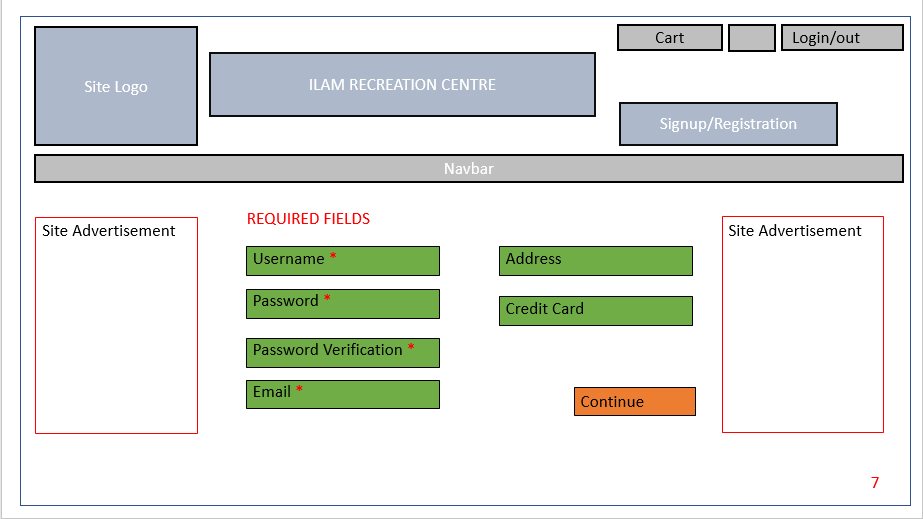 Site Logo
ILAM RECREATION CENTRE
Cart
Login/out
Signup/Registration
Navbar
Site Advertisement
REQUIRED FIELDS
Username *
Password *
Password Verification *
Email *
Address
Credit Card
Continue
Site Advertisement
7